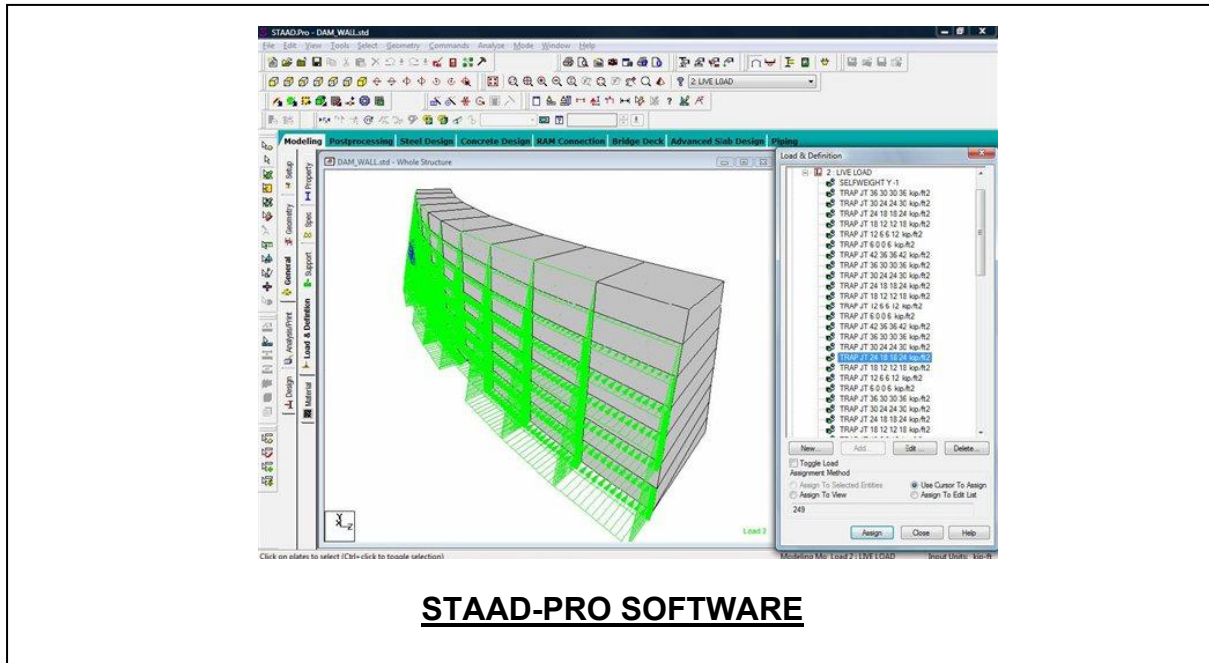 STAAD.Pro - DAM_WALL.std
File Edit View Tools Select Geometry Commands Analyze Mode Window Help
2: LIVE LOAD
Modeling Postprocessing Steel Design Concrete Design RAM Connection Bridge Deck Advanced Slab Design Piping
DAM_WALL.std - Whole Structure
Setup
Geometry
General
Analysis/Print
Design
Property
Spec
Support
Load & Definition
Material
Y
X
Z
Load 2
Load & Definition
2 : LIVE LOAD
SELFWEIGHT Y -1
TRAP JT 36 30 30 36 kip/ft2
TRAP JT 30 24 24 30 kip/ft2
TRAP JT 24 18 18 24 kip/ft2
TRAP JT 18 12 12 18 kip/ft2
TRAP JT 12 6 6 12 kip/ft2
TRAP JT 6 0 0 6 kip/ft2
TRAP JT 42 36 36 42 kip/ft2
TRAP JT 36 30 30 36 kip/ft2
TRAP JT 30 24 24 30 kip/ft2
TRAP JT 24 18 18 24 kip/ft2
TRAP JT 18 12 12 18 kip/ft2
TRAP JT 12 6 6 12 kip/ft2
TRAP JT 6 0 0 6 kip/ft2
TRAP JT 42 36 36 42 kip/ft2
TRAP JT 36 30 30 36 kip/ft2
TRAP JT 30 24 24 30 kip/ft2
TRAP JT 24 18 18 24 kip/ft2
TRAP JT 18 12 12 18 kip/ft2
TRAP JT 12 6 6 12 kip/ft2
TRAP JT 6 0 0 6 kip/ft2
TRAP JT 36 30 30 36 kip/ft2
TRAP JT 30 24 24 30 kip/ft2
TRAP JT 24 18 18 24 kip/ft2
TRAP JT 18 12 12 18 kip/ft2
New... Add... Edit ... Delete...
Toggle Load
Assignment Method
Assign To Selected Entities Use Cursor To Assign
Assign To View Assign To Edit List
249
Assign Close Help
Click on plates to select (Ctrl+click to toggle selection) Modeling Mo Load 2 : LIVE LOAD Input Units: kip-ft
STAAD-PRO SOFTWARE